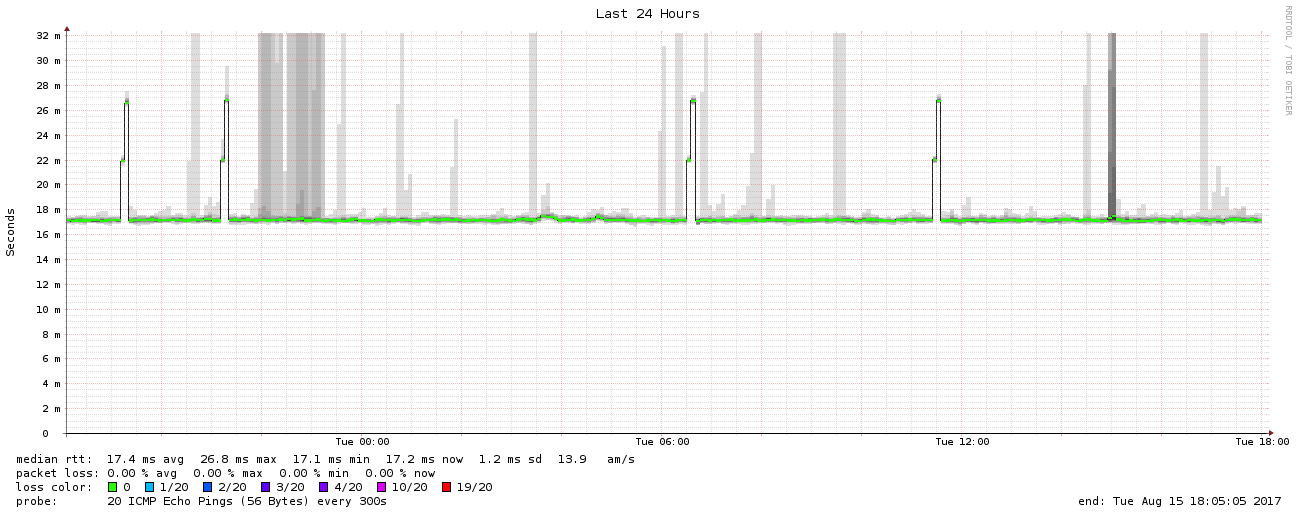 Last 24 Hours
RRDTOOL / TOBI OETIKER
Seconds
32 m
30 m
28 m
26 m
24 m
22 m
20 m
18 m
16 m
14 m
12 m
10 m
8 m
6 m
4 m
2 m
0
Tue 00:00 Tue 06:00 Tue 12:00 Tue 18:00
median rtt: 17.4 ms avg 26.8 ms max 17.1 ms min 17.2 ms now 1.2 ms sd 13.9 am/s
packet loss: 0.00 % avg 0.00 % max 0.00 % min 0.00 % now
loss color: 0 1/20 2/20 3/20 4/20 10/20 19/20
probe: 20 ICMP Echo Pings (56 Bytes) every 300s end: Tue Aug 15 18:05:05 2017